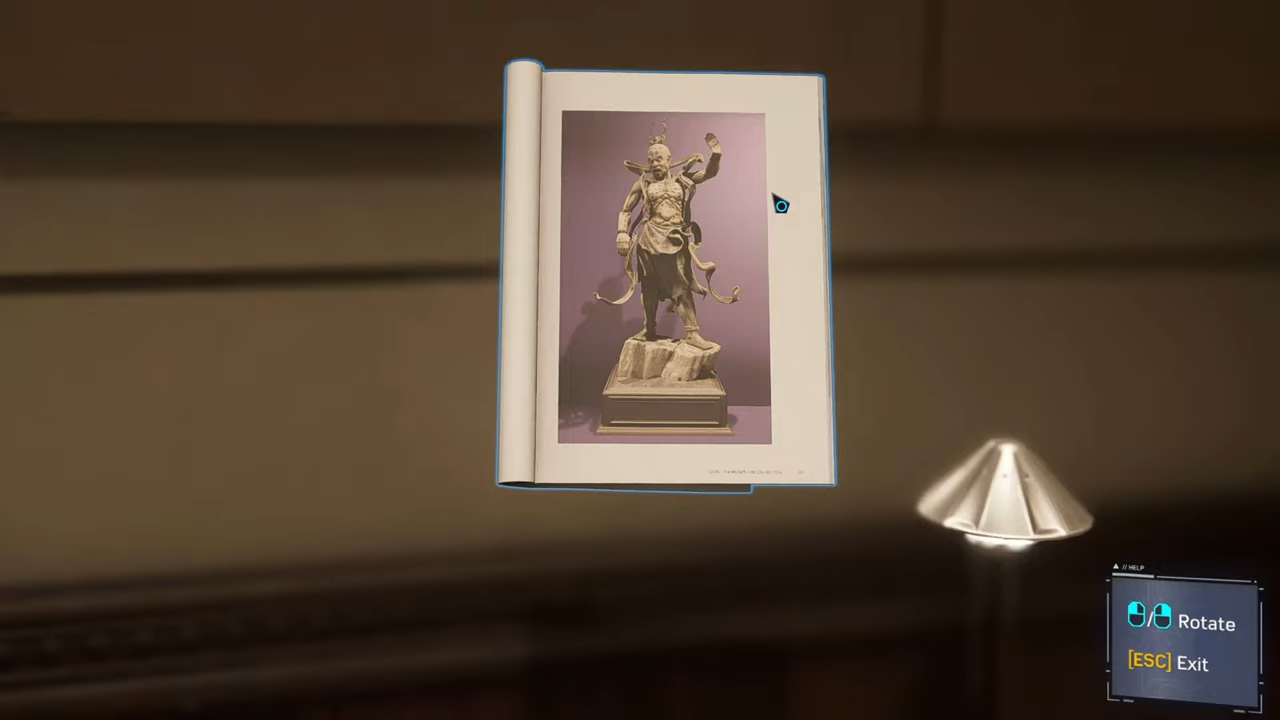 // HELP
/ Rotate
[ESC] Exit